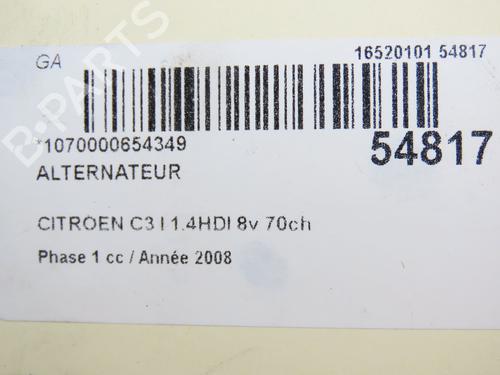 GA
16520101 54817
*1070000654349
54817
ALTERNATEUR
CITROEN C3 I 1.4HDI 8v 70ch
Phase 1 cc / Année 2008
B-PARTS